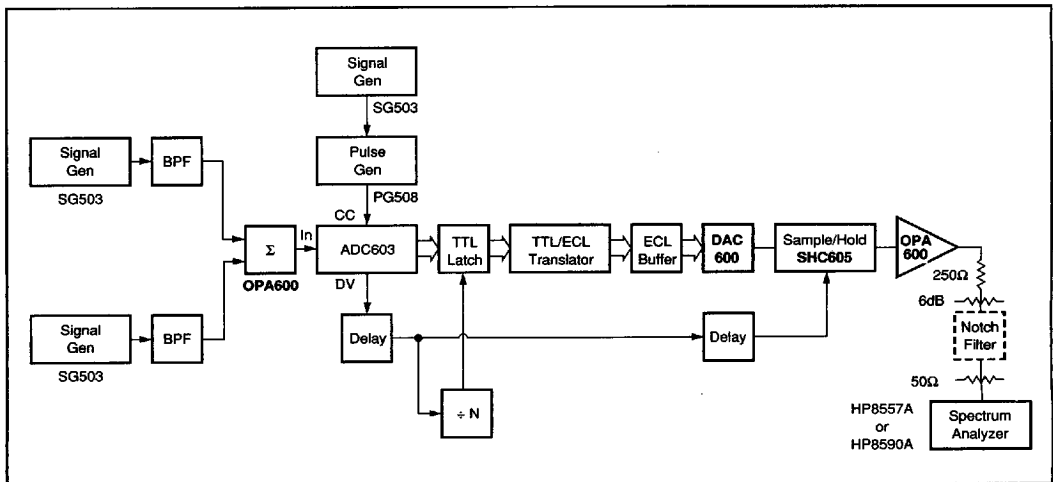 Signal
Gen
SG503
Pulse
Gen
PG508
Signal
Gen
SG503
BPF
Signal
Gen
SG503
BPF
Σ
OPA600
In
CC
ADC603
DV
TTL
Latch
TTL/ECL
Translator
ECL
Buffer
DAC
600
Sample/Hold
SHC605
OPA
600
Delay
÷ N
Delay
250Ω
6dB
Notch
Filter
50Ω
HP8557A
or
HP8590A
Spectrum
Analyzer